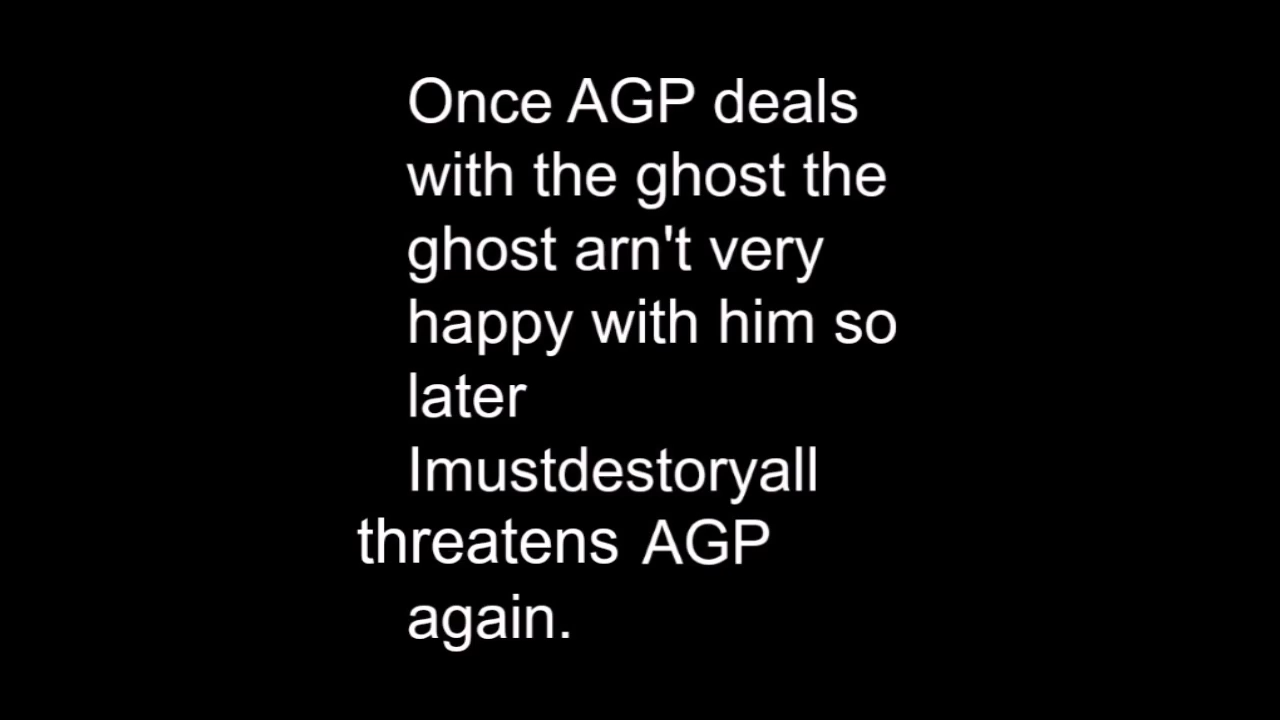 Once AGP deals
with the ghost the
ghost arn't very
happy with him so
later
Imustdestoryall
threatens AGP
again.